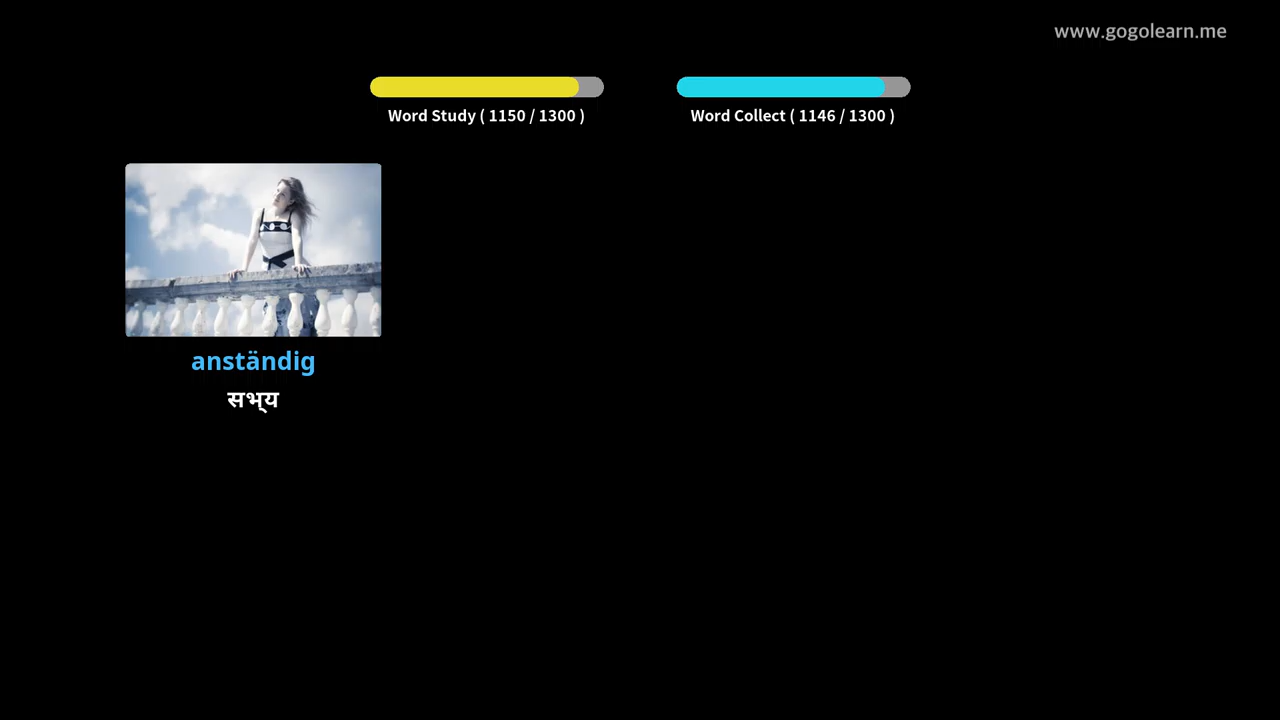 www.gogolearn.me
Word Study ( 1150 / 1300 )
Word Collect ( 1146 / 1300 )
anständig
सभ्य